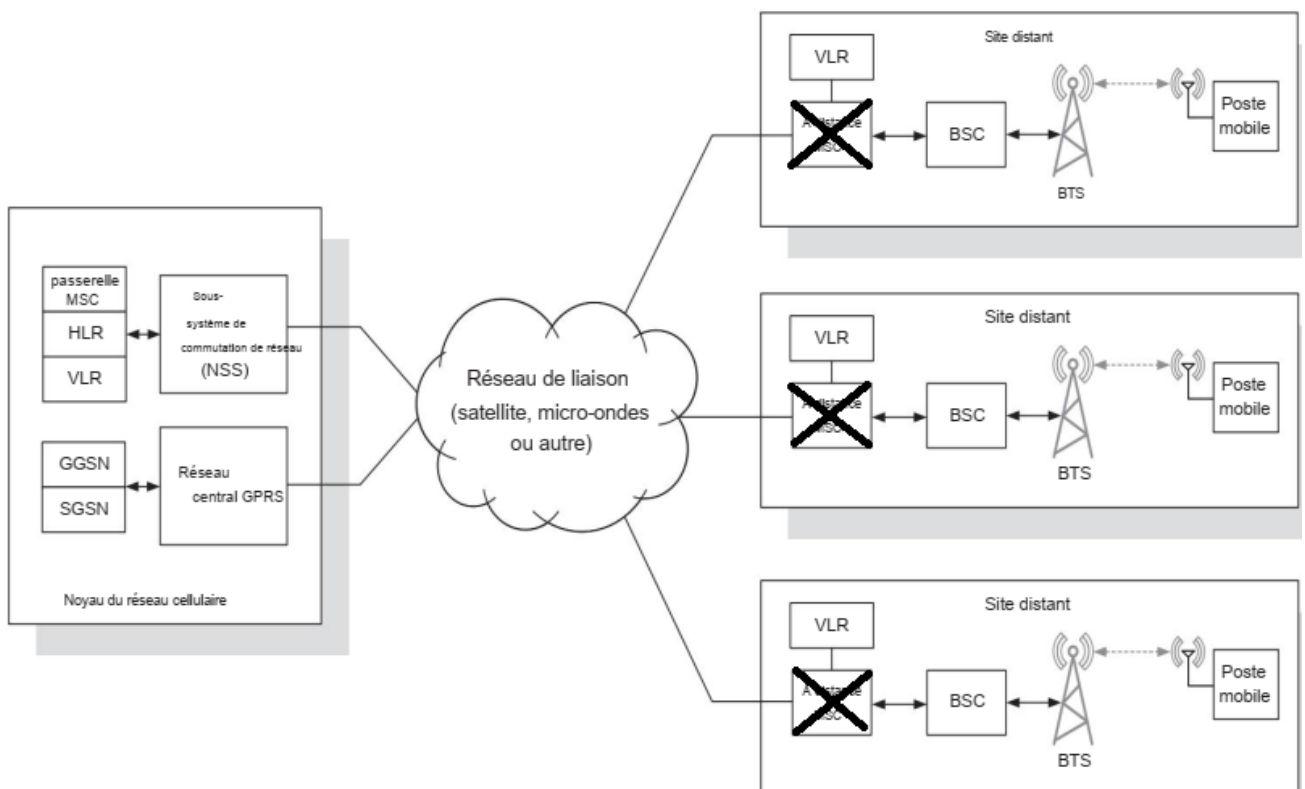 Site distant
VLR
BSC
BTS
Poste
mobile
passerelle
MSC
HLR
VLR
Sous-
système de
commutation de réseau
(NSS)
GGSN
SGSN
Réseau
central GPRS
Noyau du réseau cellulaire
Réseau de liaison
(satellite, micro-ondes
ou autre)
Site distant
VLR
BSC
BTS
Poste
mobile
Site distant
VLR
BSC
BTS
Poste
mobile